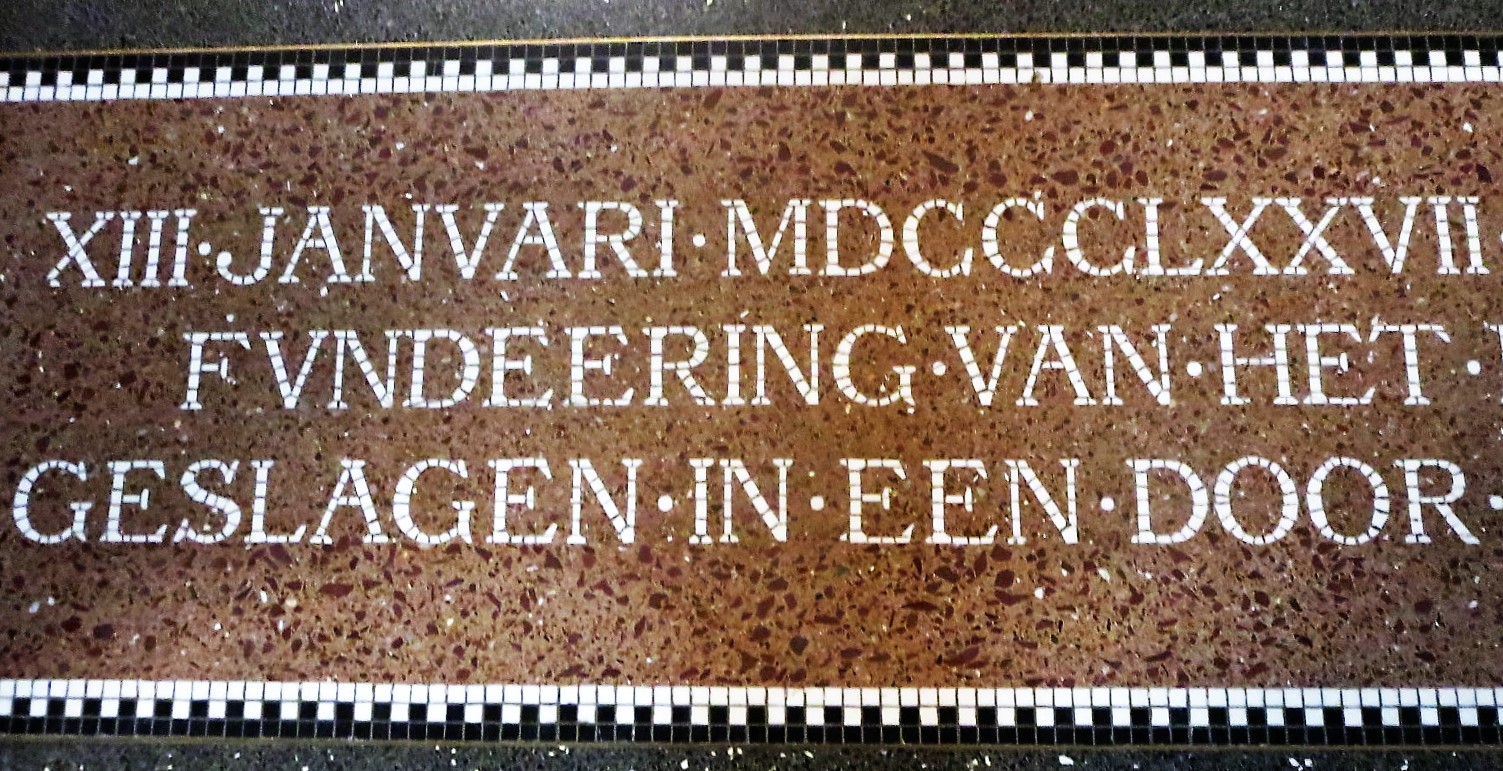 XIII·JANVARI·MDCCCLXXVII
FVNDEERING·VAN·HET·
GESLAGEN·IN·EEN·DOOR·